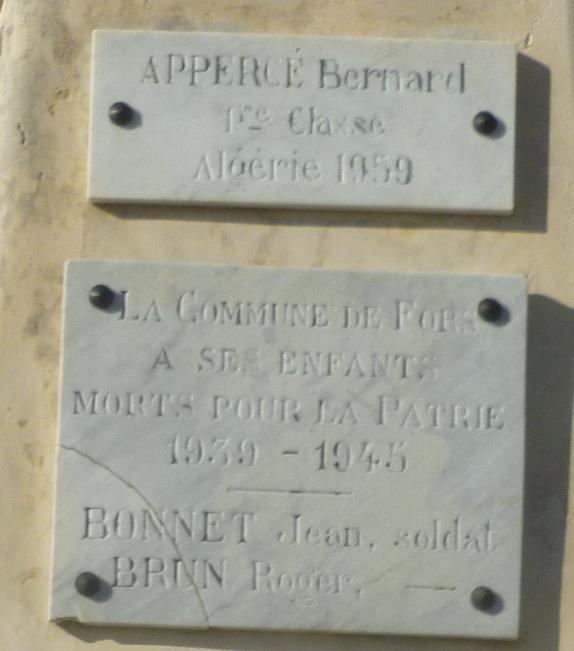 APPERCÉ Bernard
1re Classe
Algérie 1959
LA COMMUNE DE FORS
A SES ENFANTS
MORTS POUR LA PATRIE
1939 - 1945
BONNET Jean, soldat
BRUN Roger, —